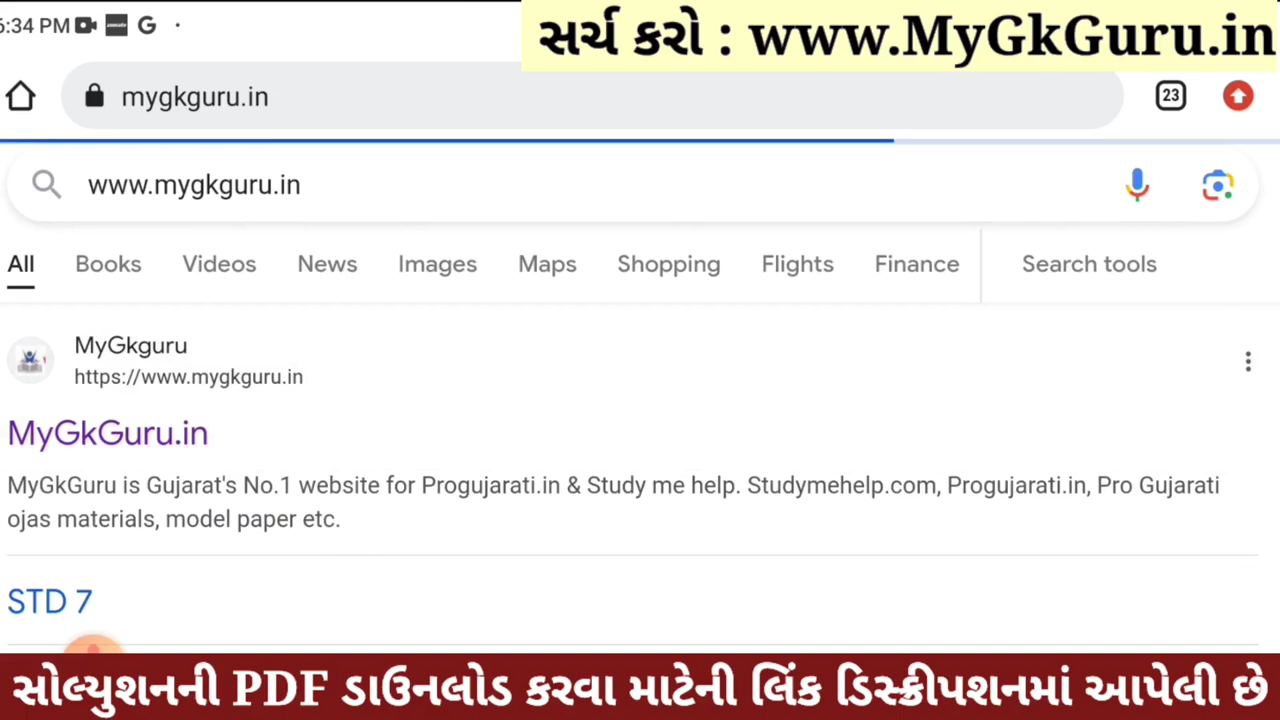 6:34 PM
સર્ચ કરો : www.MyGkGuru.in
mygkguru.in
23
www.mygkguru.in
All Books Videos News Images Maps Shopping Flights Finance Search tools
MyGkguru
https://www.mygkguru.in
MyGkGuru.in
MyGkGuru is Gujarat's No.1 website for Progujarati.in & Study me help. Studymehelp.com, Progujarati.in, Pro Gujarati
ojas materials, model paper etc.
STD 7
સોલ્યુશનની PDF ડાઉનલોડ કરવા માટેની લિંક ડિસ્ક્રીપશનમાં આપેલી છે